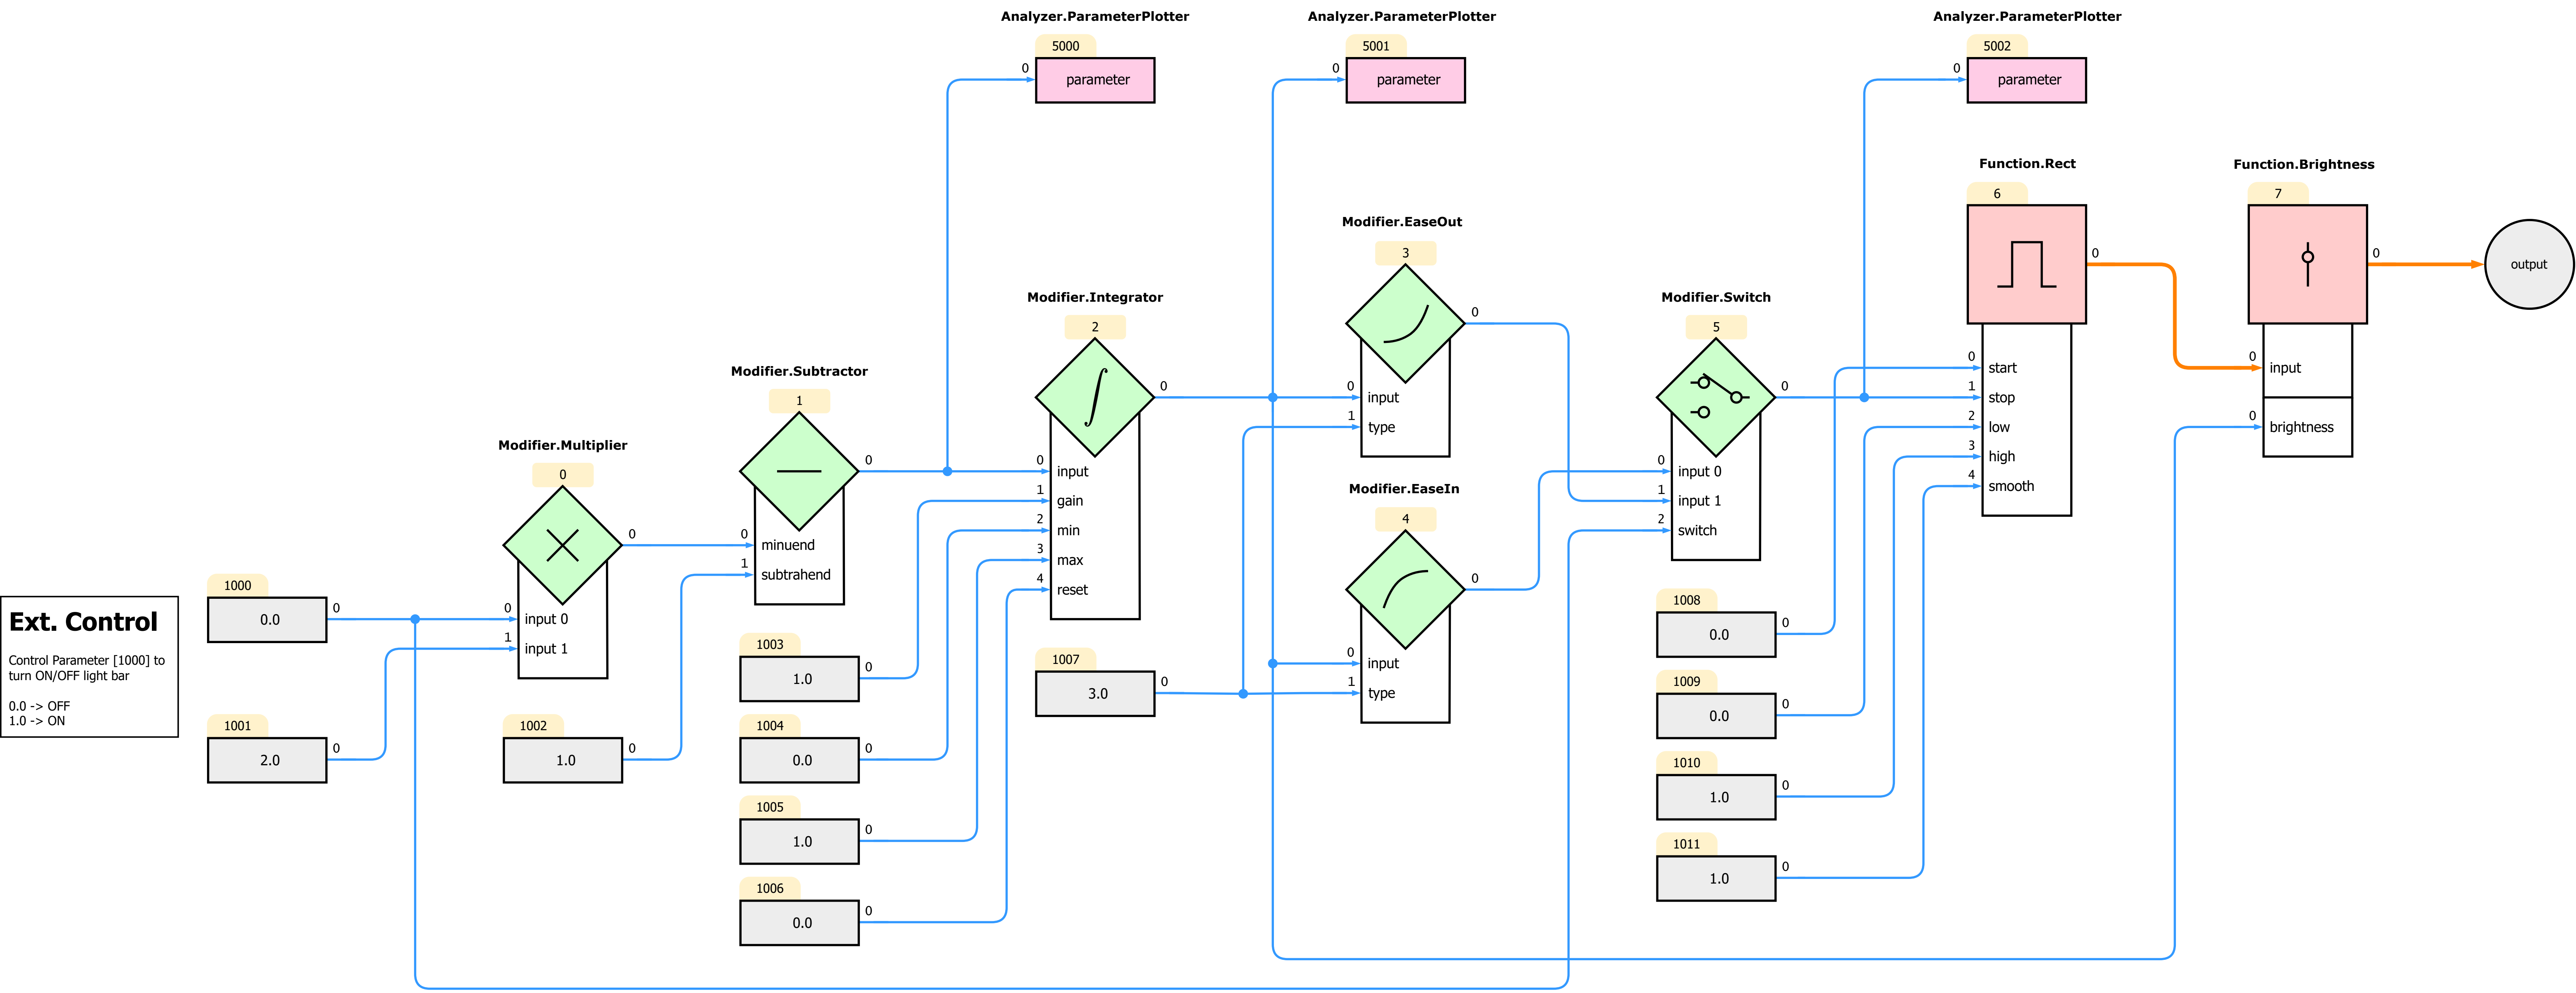 Analyzer.ParameterPlotter
5000
0
parameter
Analyzer.ParameterPlotter
5001
0
parameter
Analyzer.ParameterPlotter
5002
0
parameter
Ext. Control
Control Parameter [1000] to
turn ON/OFF light bar
0.0 -> OFF
1.0 -> ON
1000
0.0
0
1001
2.0
0
Modifier.Multiplier
0
0
0
input 0
1
input 1
1002
1.0
0
Modifier.Subtractor
1
0
0
minuend
1
subtrahend
1003
1.0
0
1004
0.0
0
1005
1.0
0
1006
0.0
0
Modifier.Integrator
2
0
0
input
1
gain
2
min
3
max
4
reset
1007
3.0
0
Modifier.EaseOut
3
0
0
input
1
type
Modifier.EaseIn
4
0
0
input
1
type
Modifier.Switch
5
0
0
input 0
1
input 1
2
switch
1008
0.0
0
1009
0.0
0
1010
1.0
0
1011
1.0
0
Function.Rect
6
0
0
start
1
stop
2
low
3
high
4
smooth
Function.Brightness
7
0
0
input
0
brightness
output